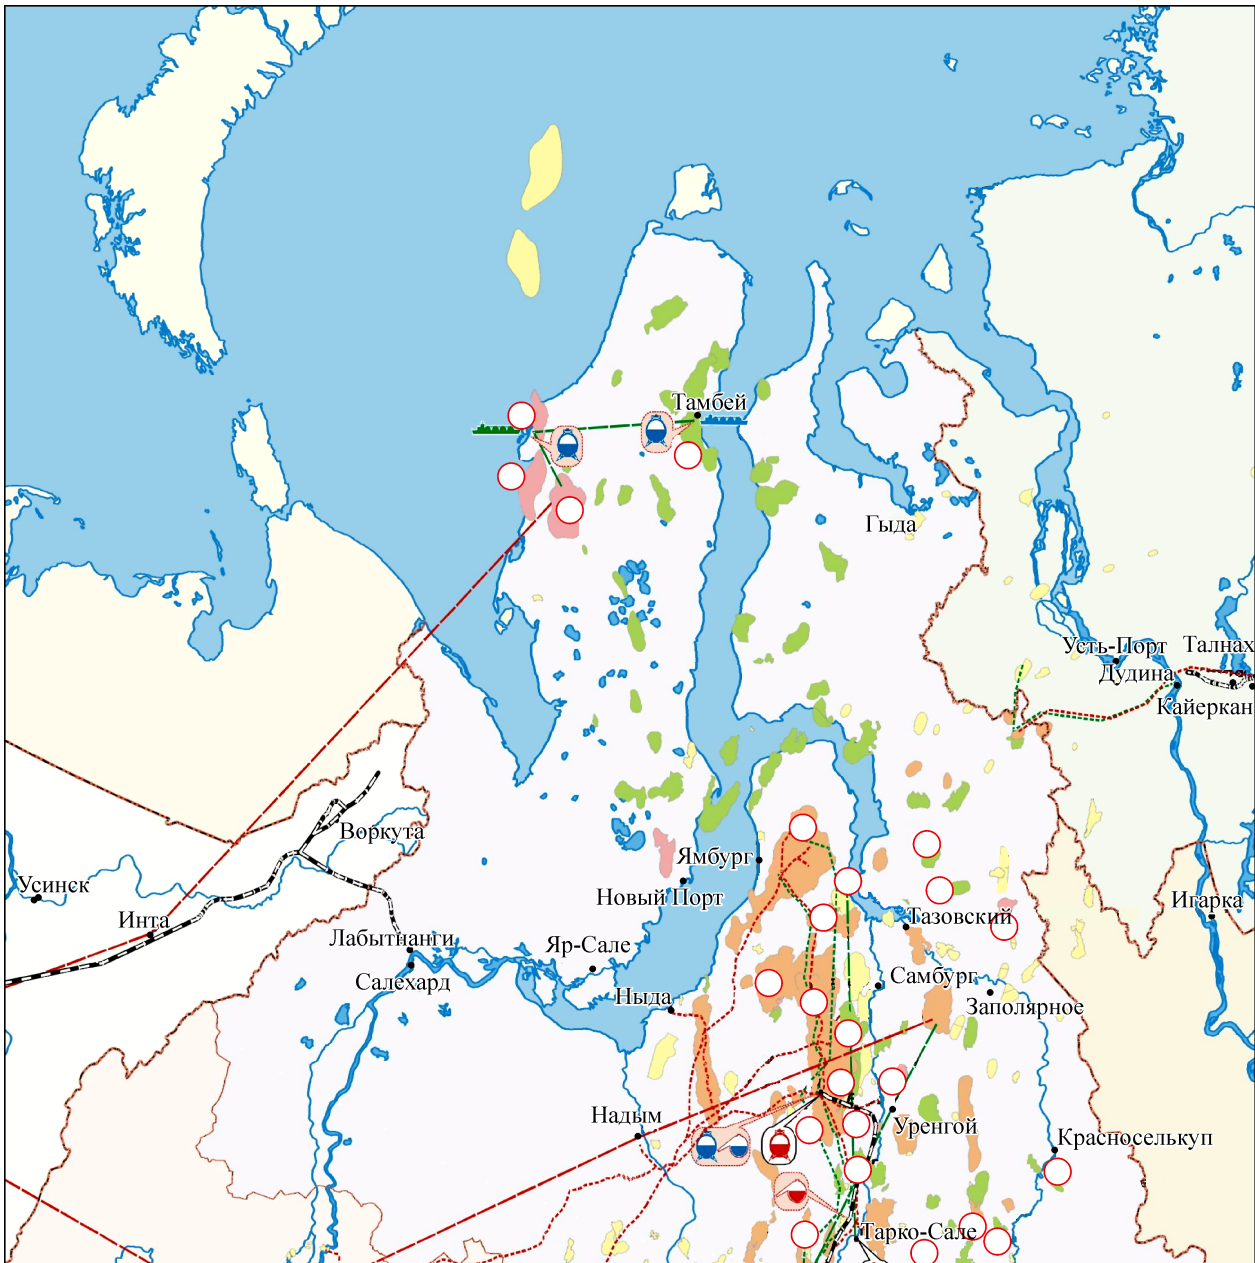 Тамбей
Гыда
Усть-Порт
Талнах
Дудина
Кайеркан
Воркута
Ямбург
Усинск
Новый Порт
Игарка
Инта
Тазовский
Лабытнанги
Яр-Сале
Салехард
Самбург
Ныда
Заполярное
Надым
Уренгой
Красноселькуп
Тарко-Сале